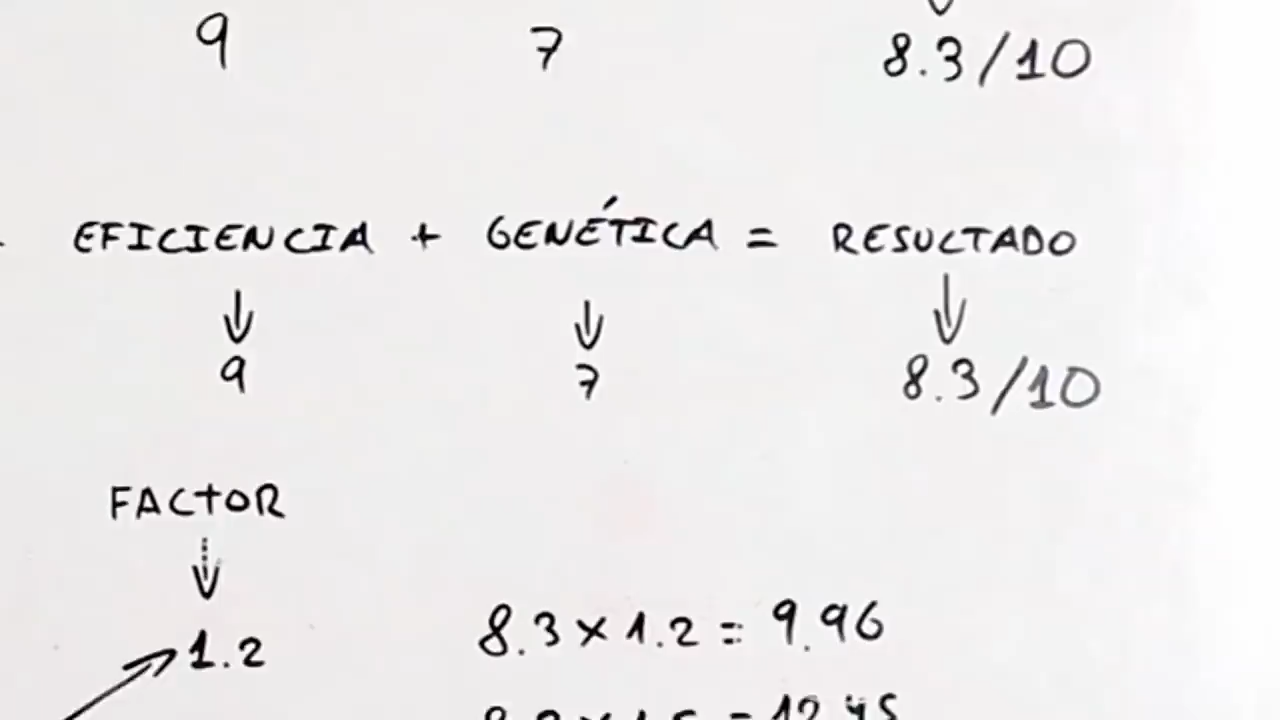 9 7 8.3/10
EFICIENCIA + GENÉTICA = RESULTADO
9 7 8.3/10
FACTOR
1.2 8.3 x 1.2 = 9.96